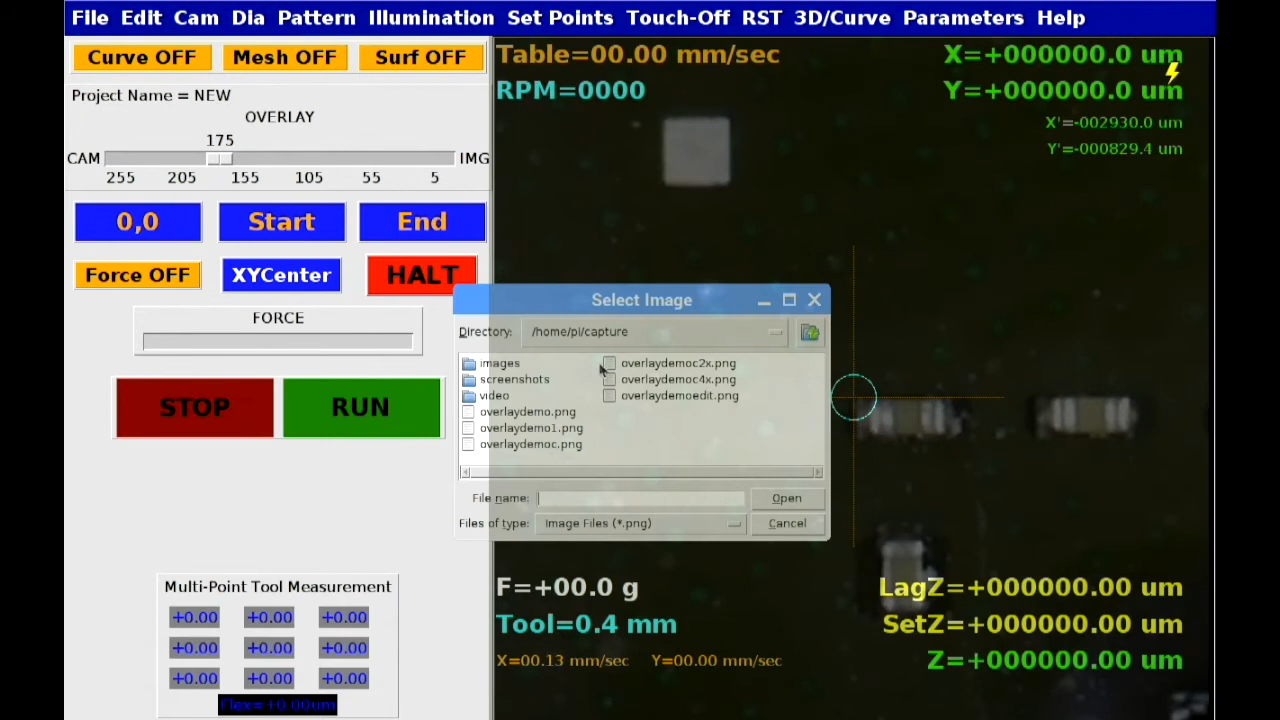 File Edit Cam Dia Pattern Illumination Set Points Touch-Off RST 3D/Curve Parameters Help
Curve OFF Mesh OFF Surf OFF
Project Name = NEW
OVERLAY
175
CAM IMG
255 205 155 105 55 5
0,0 Start End
Force OFF XYCenter HALT
FORCE
STOP RUN
Multi-Point Tool Measurement
+0.00 +0.00 +0.00
+0.00 +0.00 +0.00
+0.00 +0.00 +0.00
Flex=+0.00um
Table=00.00 mm/sec X=+000000.0 um
RPM=0000 Y=+000000.0 um
X'=-002930.0 um
Y'=-000829.4 um
Select Image
Directory: /home/pi/capture
images overlaydemoc2x.png
screenshots overlaydemoc4x.png
video overlaydemoedit.png
overlaydemo.png
overlaydemo1.png
overlaydemoc.png
File name: Open
Files of type: Image Files (*.png) Cancel
F=+00.0 g LagZ=+000000.00 um
Tool=0.4 mm SetZ=+000000.00 um
X=00.13 mm/sec Y=00.00 mm/sec Z=+000000.00 um